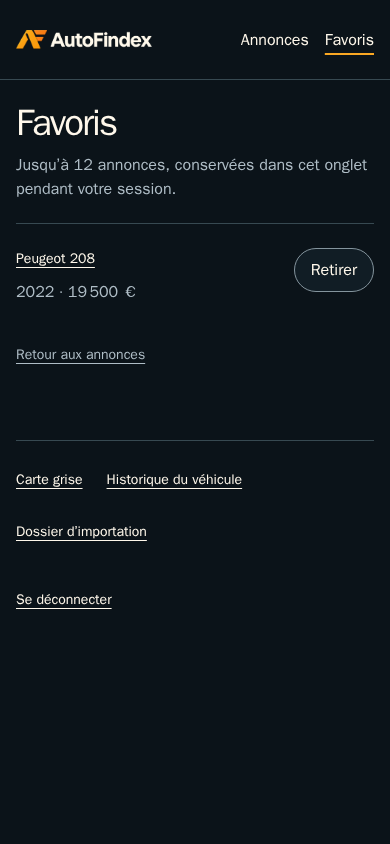 AutoFindex
Annonces
Favoris
Favoris
Jusqu'à 12 annonces, conservées dans cet onglet
pendant votre session.
Peugeot 208
Retirer
2022 · 19 500 €
Retour aux annonces
Carte grise
Historique du véhicule
Dossier d'importation
Se déconnecter